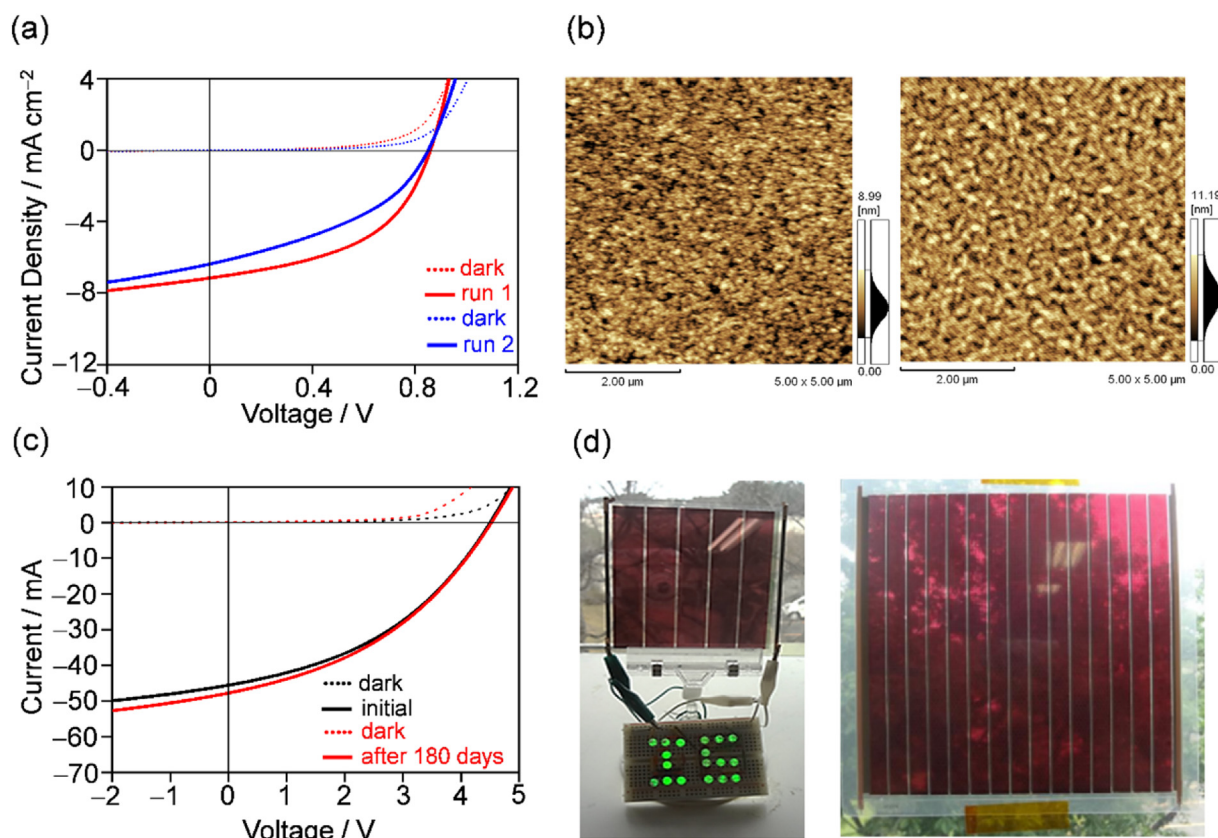 (a)
Current Density / mA cm−2
4
0
−4
−8
−12
−0.4
0
0.4
0.8
1.2
Voltage / V
dark
run 1
dark
run 2
(b)
8.99
[nm]
0.00
2.00 µm
5.00 x 5.00 µm
11.19
[nm]
0.00
2.00 µm
5.00 x 5.00 µm
(c)
Current / mA
10
0
−10
−20
−30
−40
−50
−60
−70
−2
−1
0
1
2
3
4
5
Voltage / V
dark
initial
dark
after 180 days
(d)